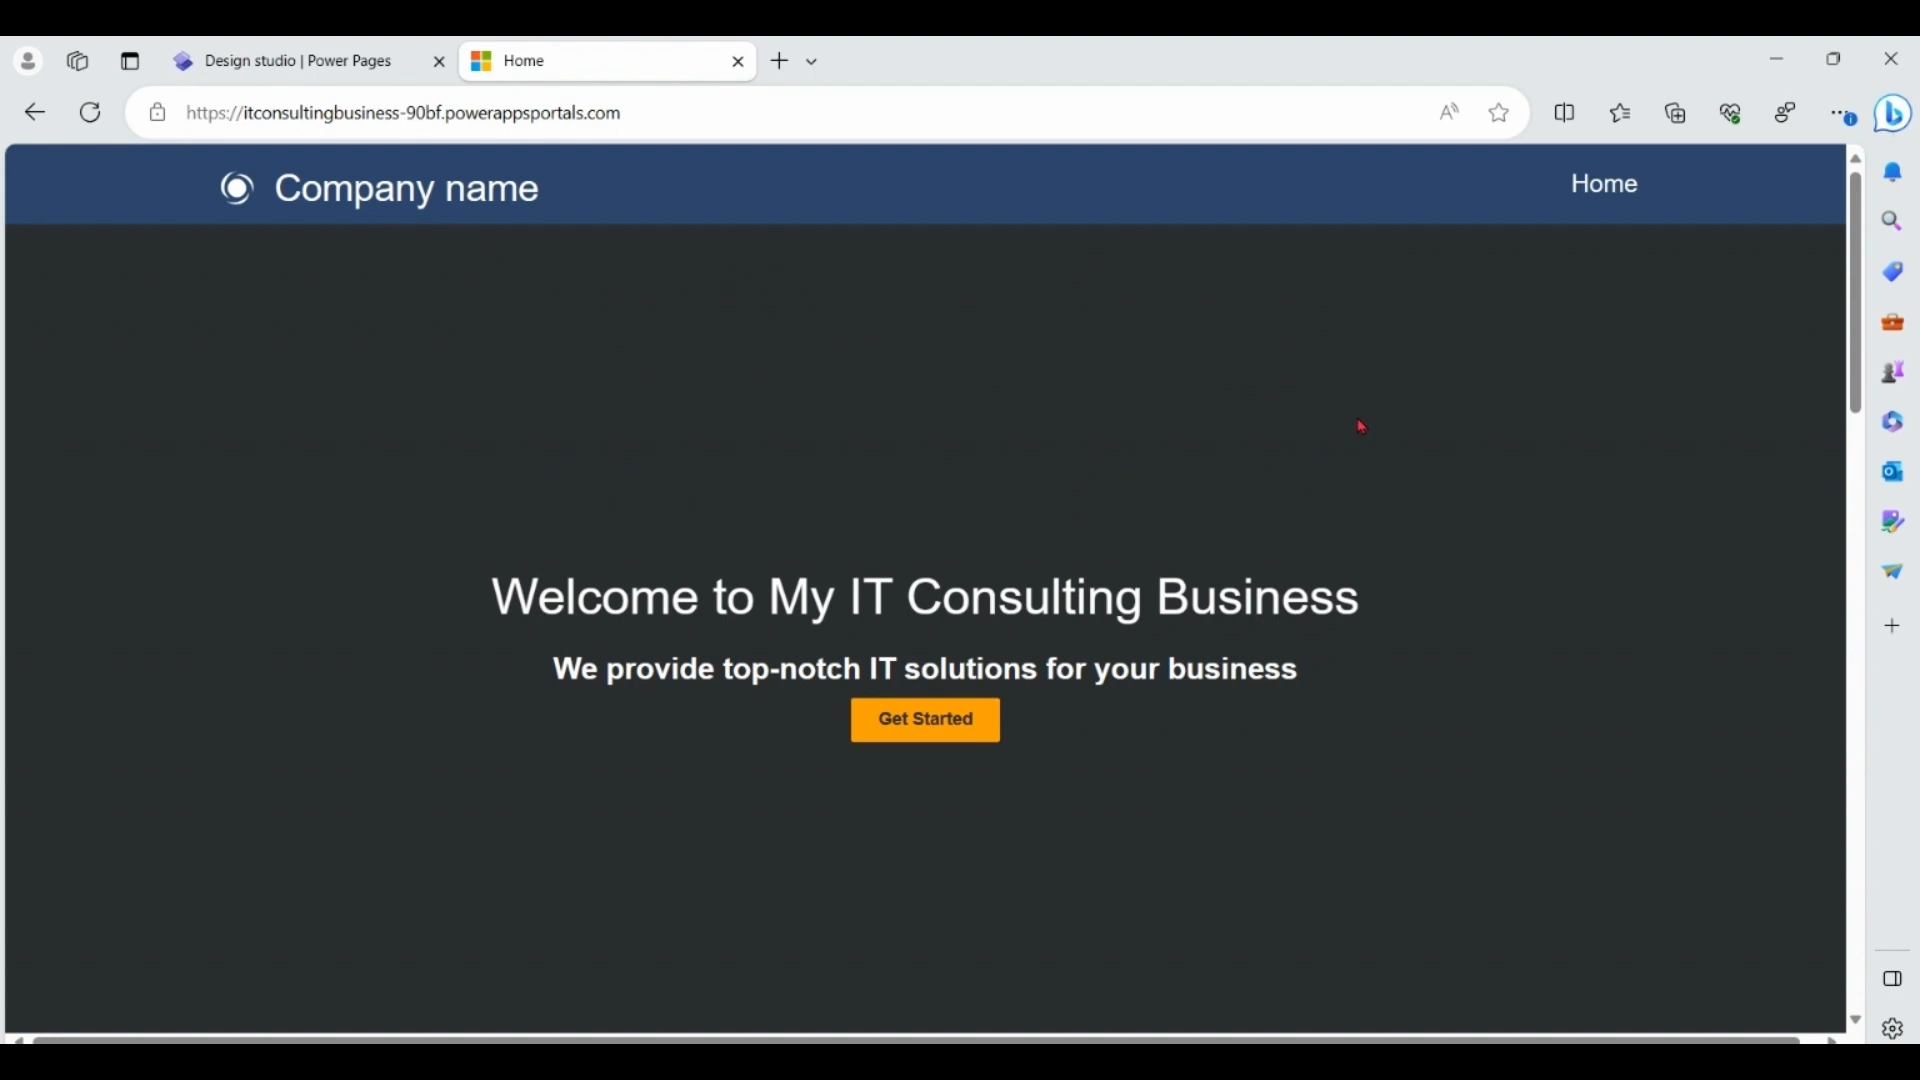 Design studio | Power Pages
Home
https://itconsultingbusiness-90bf.powerappsportals.com
Company name
Home
Welcome to My IT Consulting Business
We provide top-notch IT solutions for your business
Get Started